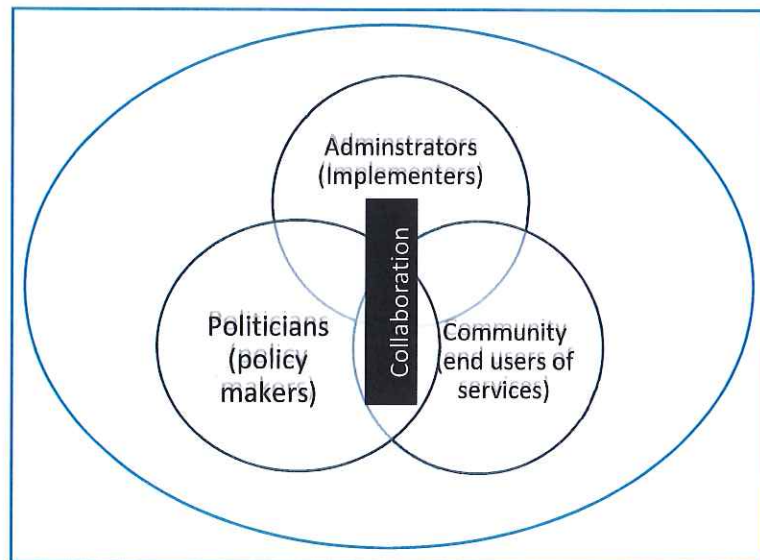 Adminstrators
(Implementers)
Collaboration
Politicians
(policy
makers)
Community
(end users of
services)